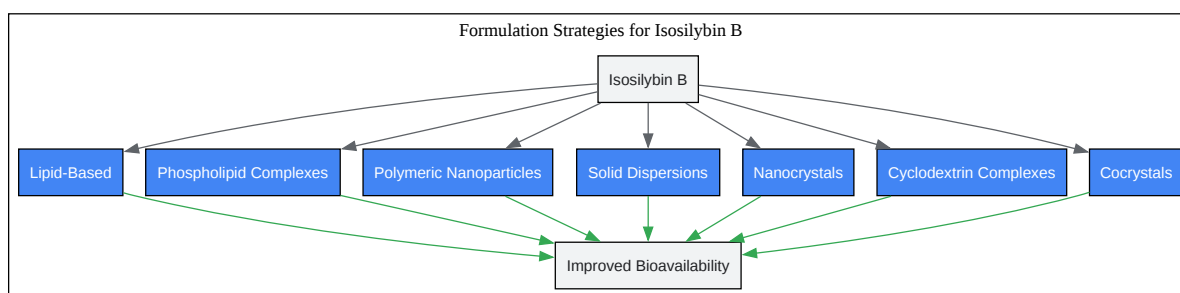 Formulation Strategies for Isosilybin B
Isosilybin B
Lipid-Based
Phospholipid Complexes
Polymeric Nanoparticles
Solid Dispersions
Nanocrystals
Cyclodextrin Complexes
Cocrystals
Improved Bioavailability